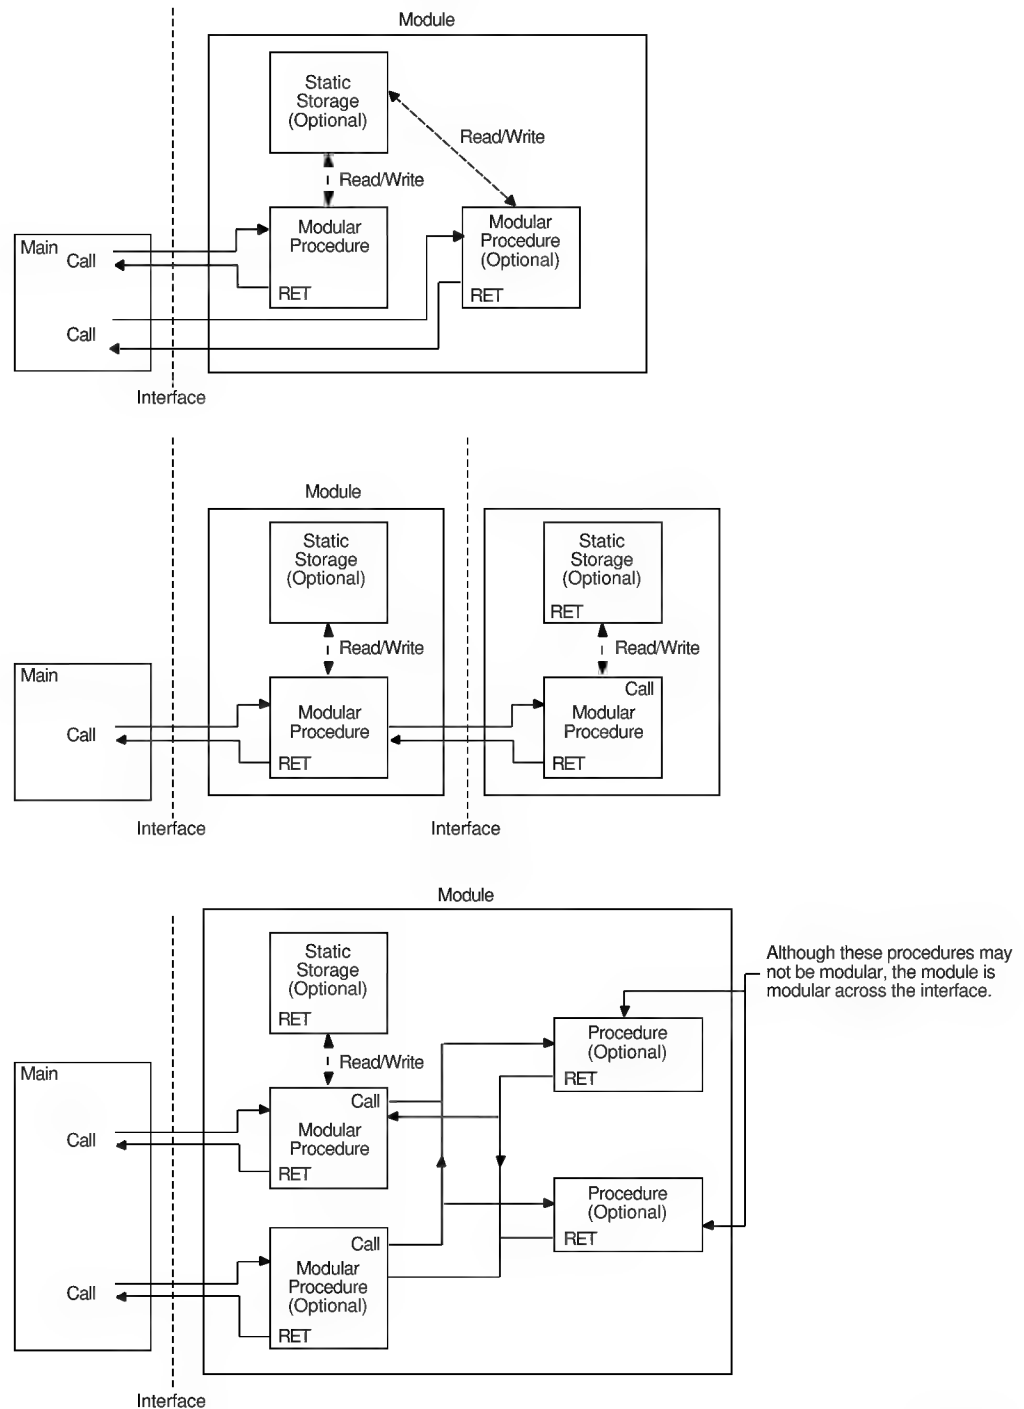 Module
Static
Storage
(Optional)
Read/Write
Read/Write
Modular
Procedure
RET
Modular
Procedure
(Optional)
RET
Main
Call
Call
Interface
Module
Static
Storage
(Optional)
Read/Write
Static
Storage
(Optional)
RET
Read/Write
Main
Call
Modular
Procedure
RET
Call
Modular
Procedure
RET
Interface
Interface
Module
Static
Storage
(Optional)
RET
Read/Write
Although these procedures may
not be modular, the module is
modular across the interface.
Procedure
(Optional)
RET
Main
Call
Call
Call
Modular
Procedure
RET
Procedure
(Optional)
RET
Call
Modular
Procedure
(Optional)
RET
Interface